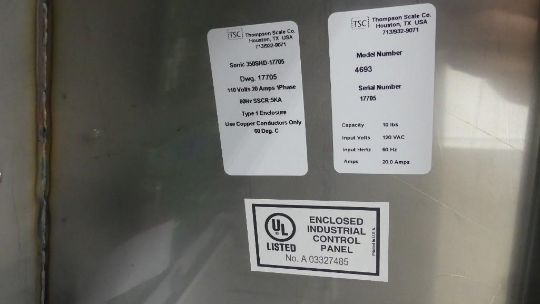 TSC Thompson Scale Co.
Houston, TX USA
713/932-9071
Sonic 350SHD-17705
Dwg. 17705
110 Volts 20 Amps 1Phase
60Hz SSCR:5KA
Type 1 Enclosure
Use Copper Conductors Only
60 Deg. C
TSC Thompson Scale Co.
Houston, TX USA
713/932-9071
Model Number
4693
Serial Number
17705
Capacity 10 lbs
Input Volts 120 VAC
Input Hertz 60 Hz
Amps 20.0 Amps
UL
LISTED
ENCLOSED
INDUSTRIAL
CONTROL
PANEL
No. A 03327485